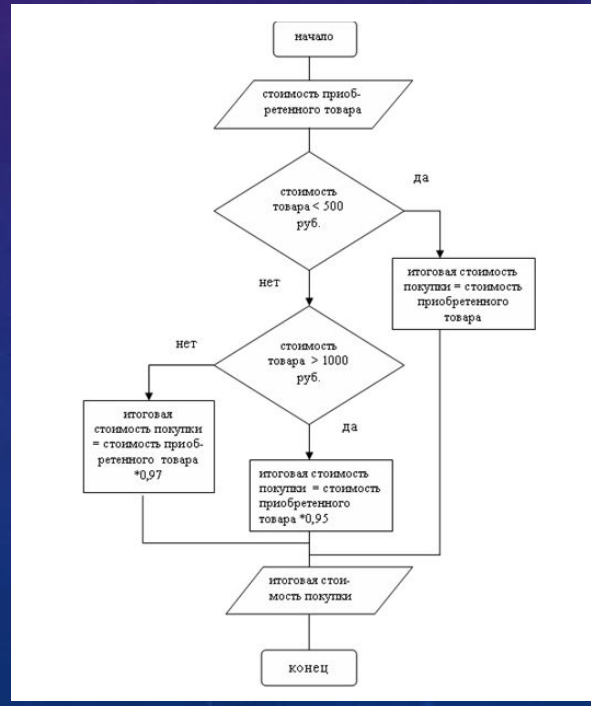 начало
стоимость приоб-
ретенного товара
да
стоимость
товара < 500
руб.
итоговая стоимость
покупки = стоимость
приобретенного
товара
нет
стоимость
товара > 1000
руб.
нет
итоговая
стоимость покупки
= стоимость приоб-
ретенного товара
*0,97
да
итоговая стоимость
покупки = стоимость
приобретенного
товара *0,95
итоговая стои-
мость покупки
конец